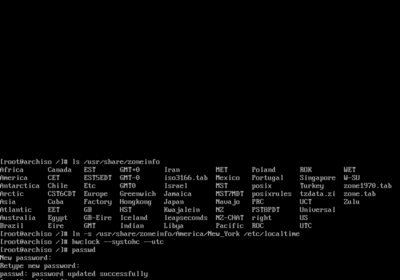 [root@archiso /]# ls /usr/share/zoneinfo
Africa Canada EST GMT+0 Iran MET Poland ROK WET
America CET EST5EDT GMT-0 iso3166.tab Mexico Portugal Singapore W-SU
Antarctica Chile Etc GMT0 Israel MST posix Turkey zone1970.tab
Arctic CST6CDT Europe Greenwich Jamaica MST7MDT posixrules tzdata.zi zone.tab
Asia Cuba Factory Hongkong Japan Navajo PRC UCT Zulu
Atlantic EET GB HST Kwajalein MZ PST8PDT Universal
Australia Egypt GB-Eire Iceland leapseconds MZ-CHAT right US
Brazil Eire GMT Indian Libya Pacific ROC UTC
[root@archiso /]# ln -s /usr/share/zoneinfo/America/New_York /etc/localtime
[root@archiso /]# hwclock --systohc --utc
[root@archiso /]# passwd
New password:
Retype new password:
passwd: password updated successfully